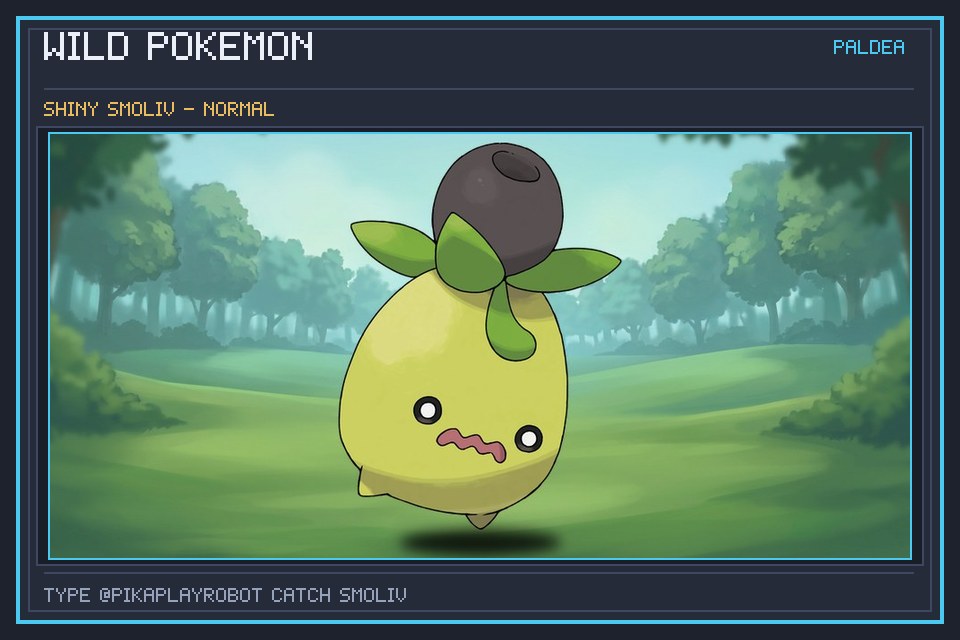 WILD POKEMON
PALDEA
SHINY SMOLIV - NORMAL
TYPE @PIKAPLAYROBOT CATCH SMOLIV